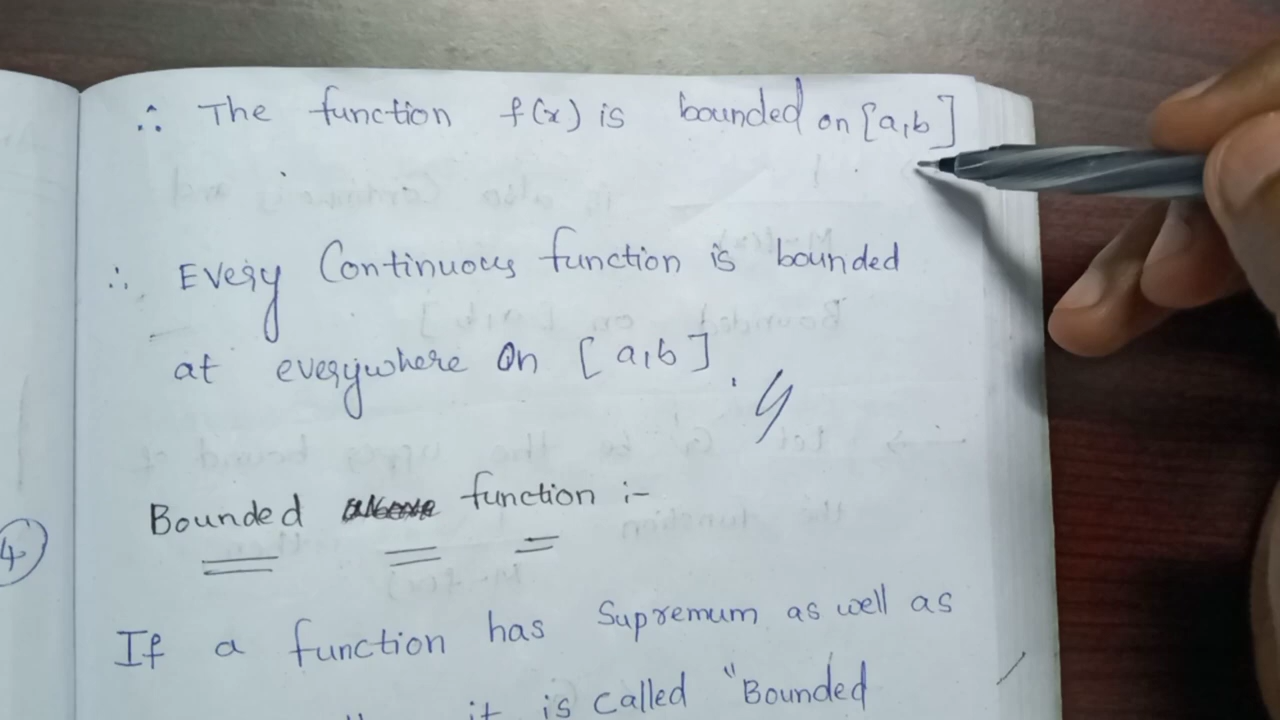 ∴ The function f(x) is bounded on [a,b]
∴ Every Continuous function is bounded
at everywhere on [a,b].
Bounded function :-
4
If a function has Supremum as well as
it is called "Bounded